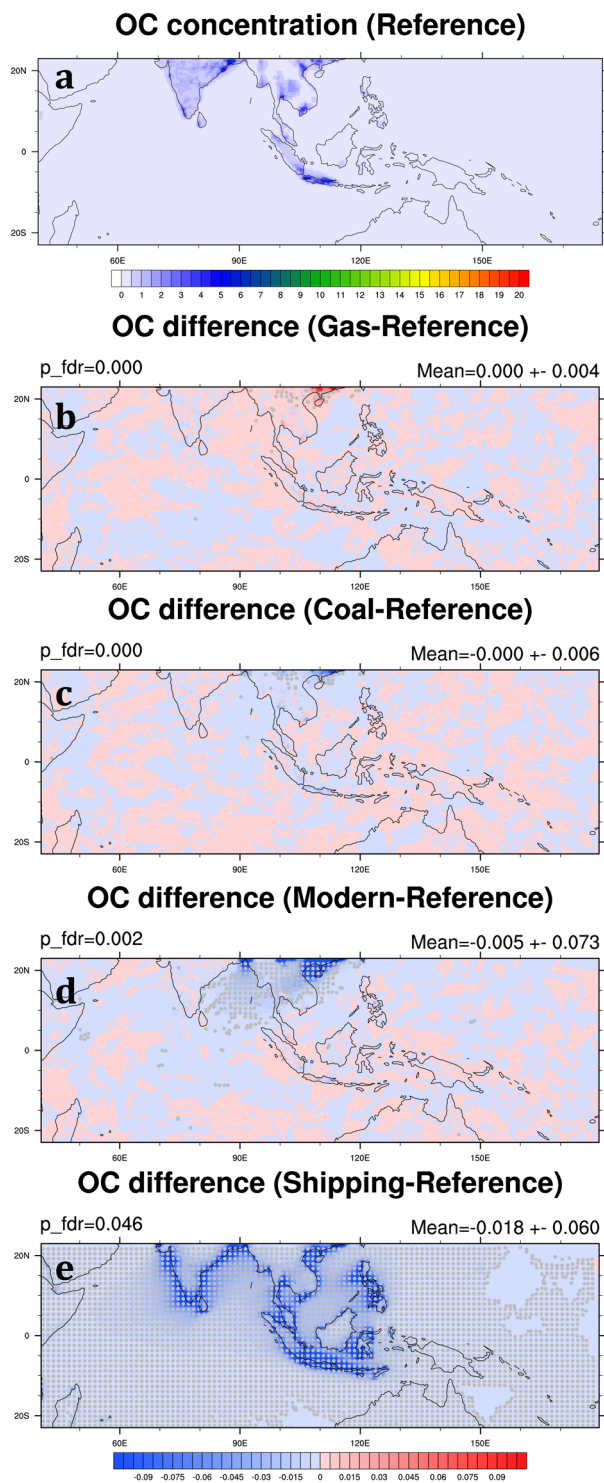 OC concentration (Reference)
a
20N
0
20S
60E 90E 120E 150E
0 1 2 3 4 5 6 7 8 9 10 11 12 13 14 15 16 17 18 19 20
OC difference (Gas-Reference)
p_fdr=0.000 Mean=0.000 +- 0.004
b
20N
0
20S
60E 90E 120E 150E
OC difference (Coal-Reference)
p_fdr=0.000 Mean=-0.000 +- 0.006
c
20N
0
20S
60E 90E 120E 150E
OC difference (Modern-Reference)
p_fdr=0.002 Mean=-0.005 +- 0.073
d
20N
0
20S
60E 90E 120E 150E
OC difference (Shipping-Reference)
p_fdr=0.046 Mean=-0.018 +- 0.060
e
20N
0
20S
60E 90E 120E 150E
-0.09 -0.075 -0.06 -0.045 -0.03 -0.015 0 0.015 0.03 0.045 0.06 0.075 0.09